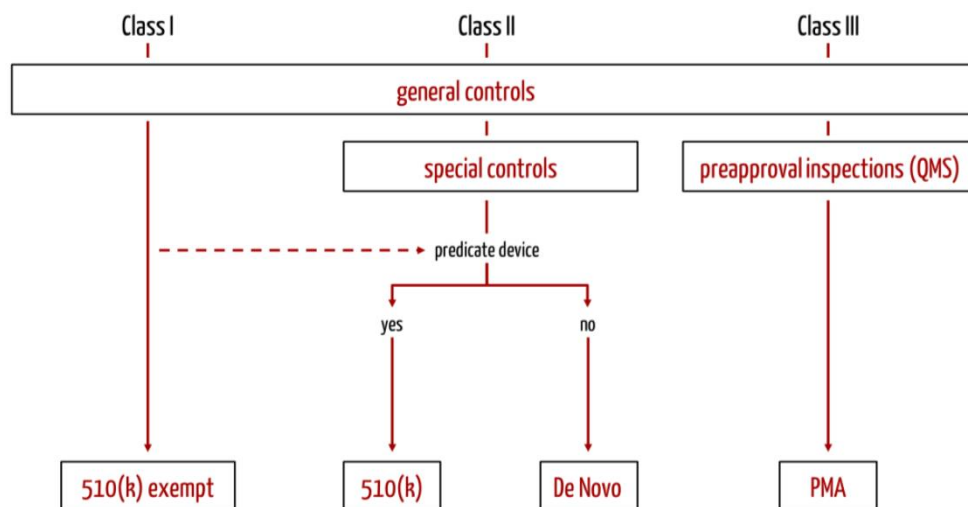 Class I
Class II
Class III
general controls
special controls
preapproval inspections (QMS)
predicate device
yes
no
510(k) exempt
510(k)
De Novo
PMA